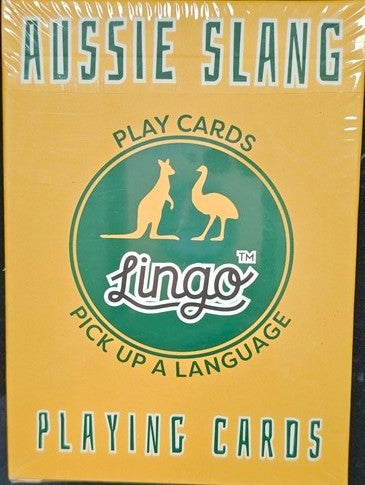 AUSSIE SLANG
PLAY CARDS
Lingo™
PICK UP A LANGUAGE
PLAYING CARDS